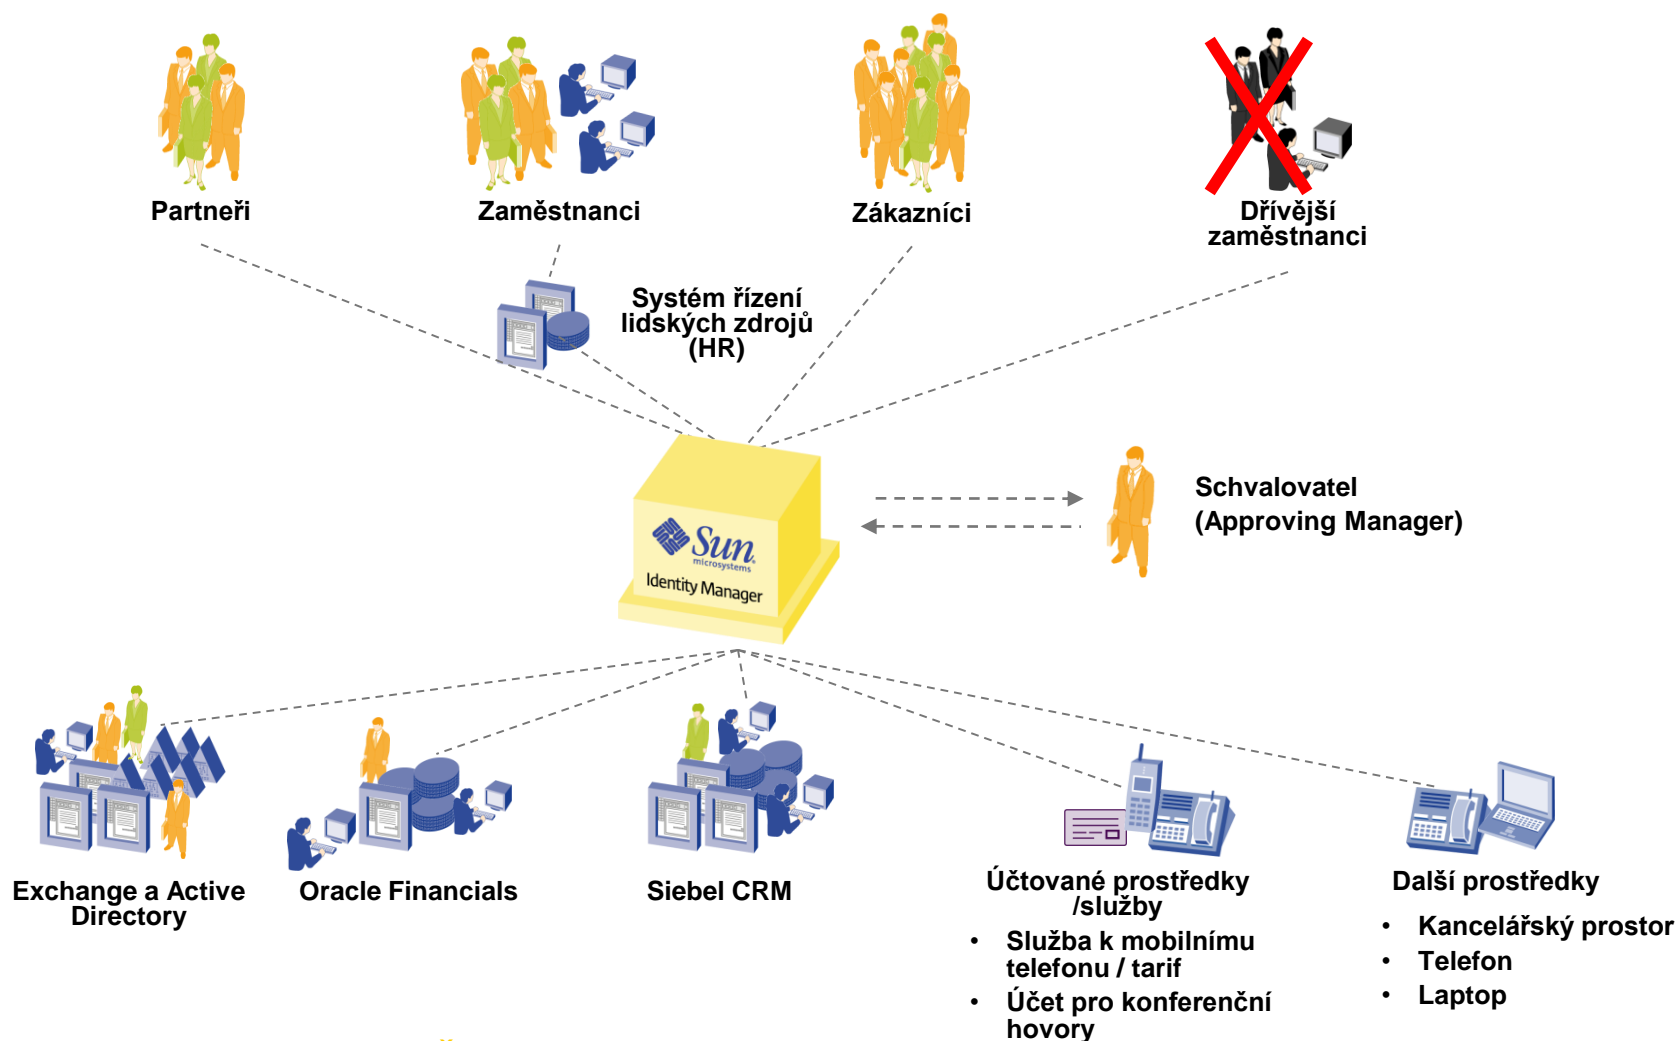 Partneři
Zaměstnanci
Zákazníci
Dřívější
zaměstnanci
Systém řízení
lidských zdrojů
(HR)
Schvalovatel
(Approving Manager)
Sun
microsystems
Identity Manager
Exchange a Active
Directory
Oracle Financials
Siebel CRM
Účtované prostředky
/služby
• Služba k mobilnímu
telefonu / tarif
• Účet pro konferenční
hovory
Další prostředky
• Kancelářský prostor
• Telefon
• Laptop